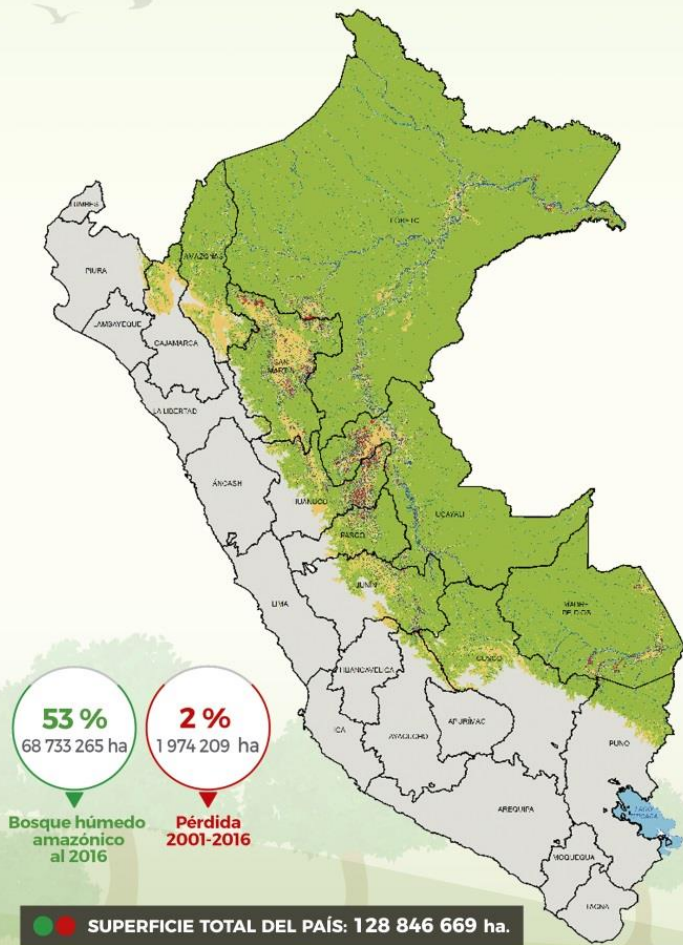 TUMBES
PIURA
LAMBAYEQUE
CAJAMARCA
AMAZONAS
LORETO
SAN
MARTÍN
LA LIBERTAD
ÁNCASH
HUÁNUCO
PASCO
UCAYALI
LIMA
JUNÍN
MADRE
DE DIOS
CUSCO
HUANCAVELICA
ICA
AYACUCHO
APURÍMAC
PUNO
AREQUIPA
LAGO
TITICACA
MOQUEGUA
TACNA
53 %
68 733 265 ha
Bosque húmedo
amazónico
al 2016
2 %
1 974 209 ha
Pérdida
2001-2016
SUPERFICIE TOTAL DEL PAÍS: 128 846 669 ha.